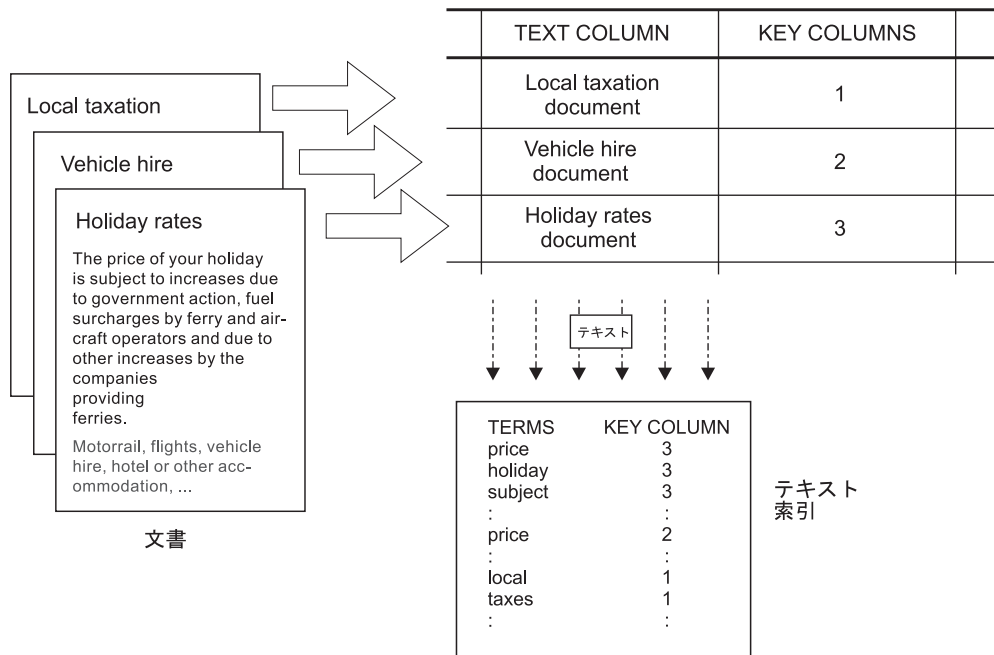 TEXT COLUMN KEY COLUMNS
Local taxation document 1
Vehicle hire document 2
Holiday rates document 3
Local taxation
Vehicle hire
Holiday rates
The price of your holiday
is subject to increases due
to government action, fuel
surcharges by ferry and air-
craft operators and due to
other increases by the
companies
providing
ferries.
Motorrail, flights, vehicle
hire, hotel or other acc-
ommodation, ...
文書
テキスト
TERMS KEY COLUMN
price 3
holiday 3
subject 3
: :
price 2
: :
local 1
taxes 1
: :
テキスト
索引